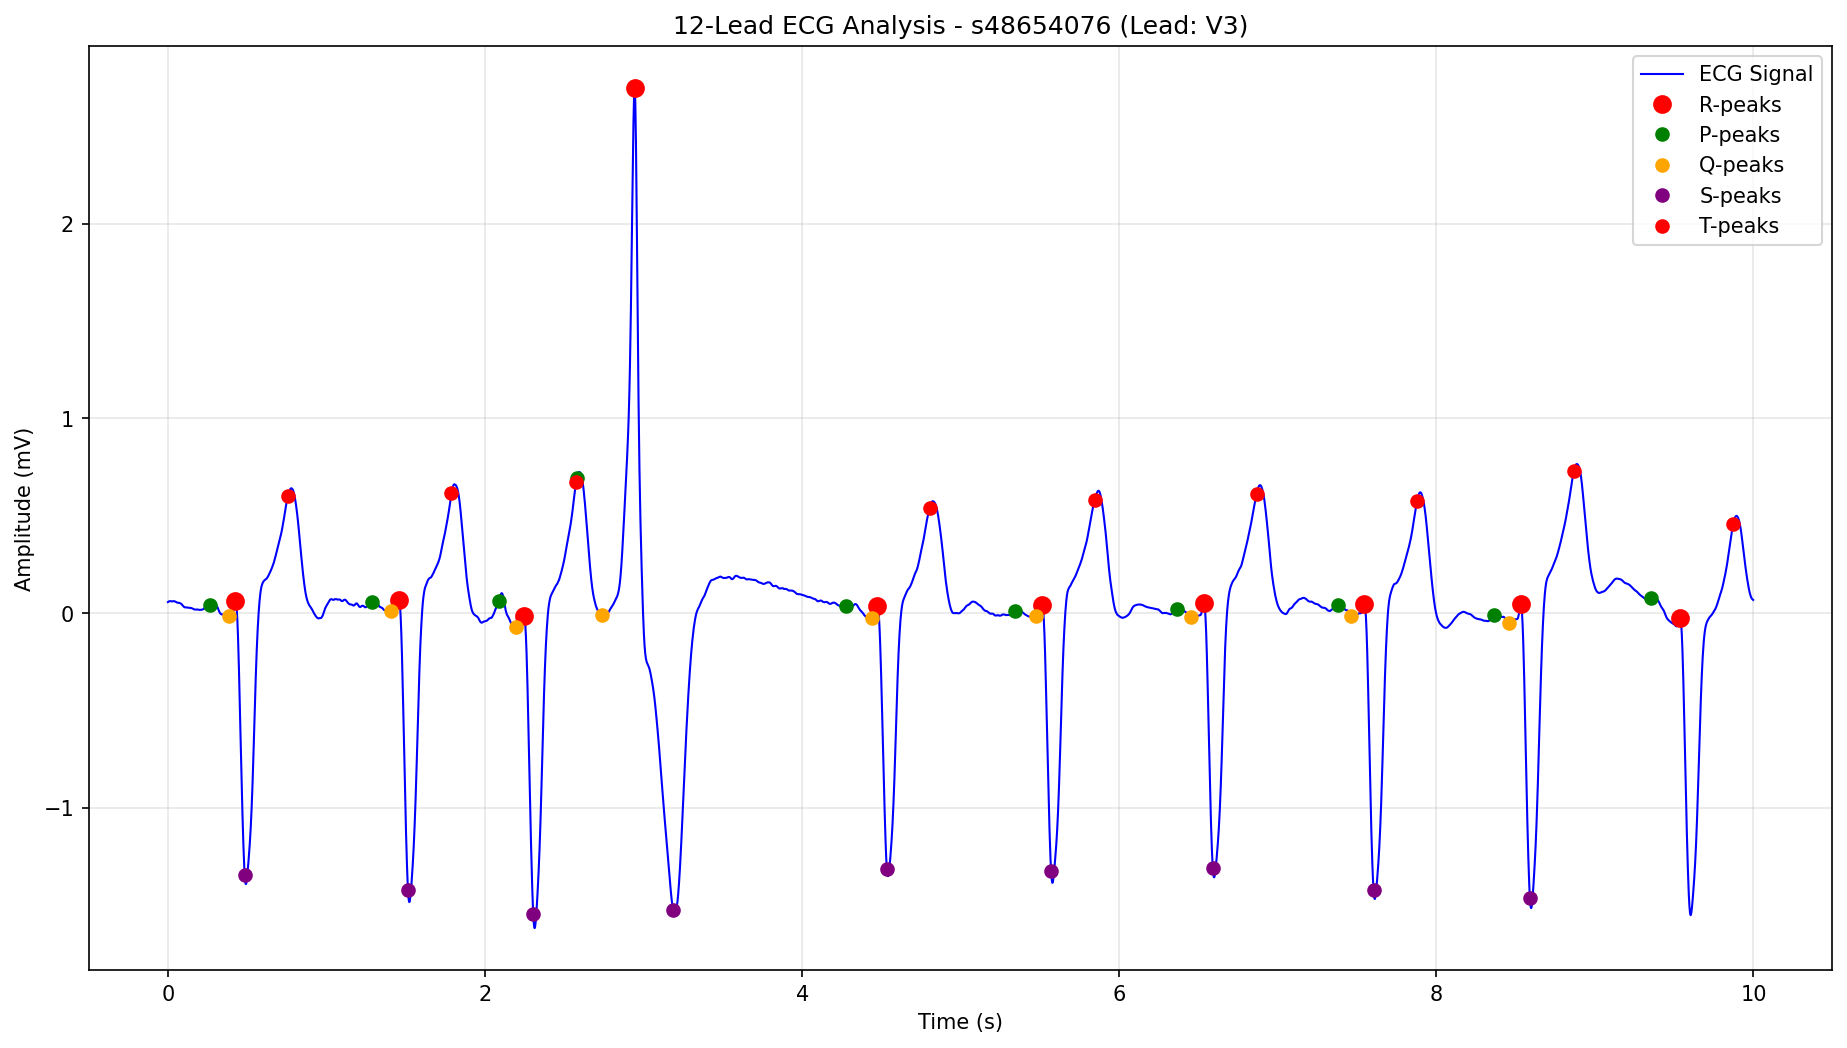 12-Lead ECG Analysis - s48654076 (Lead: V3)
ECG Signal
R-peaks
P-peaks
Q-peaks
S-peaks
T-peaks
Amplitude (mV)
2
1
0
−1
0
2
4
6
8
10
Time (s)